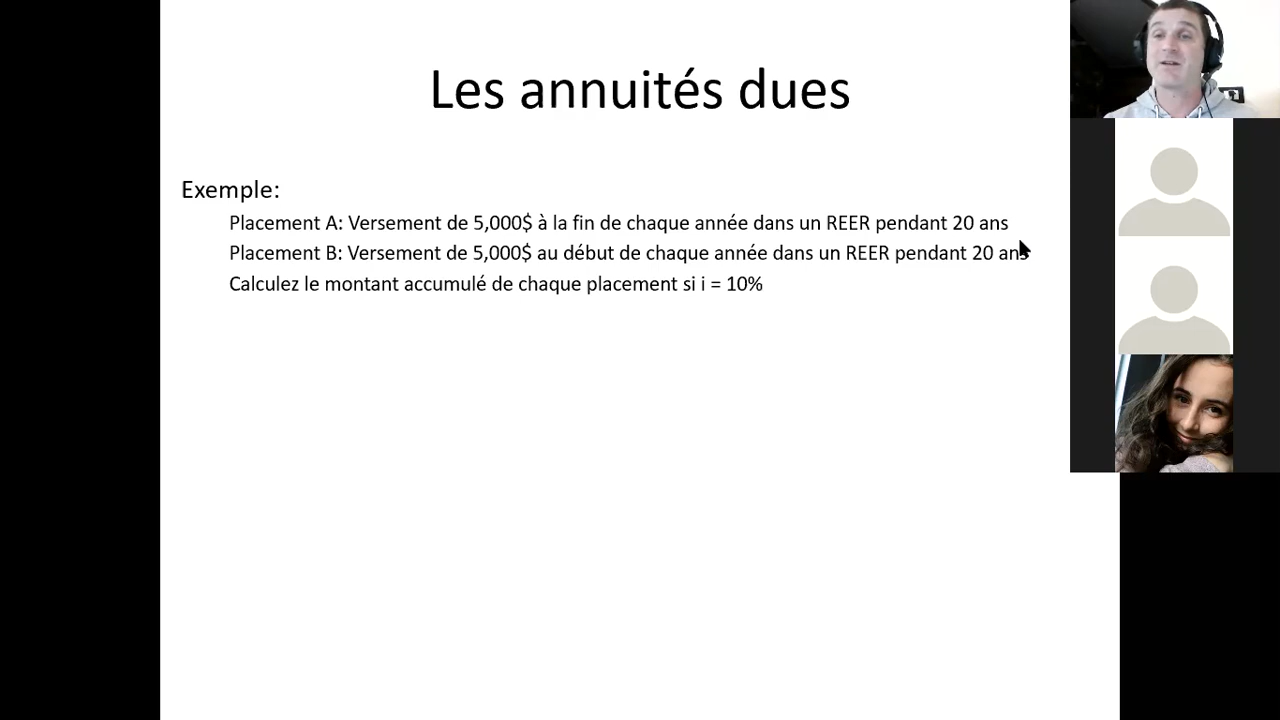 Les annuités dues
Exemple:
Placement A: Versement de 5,000$ à la fin de chaque année dans un REER pendant 20 ans
Placement B: Versement de 5,000$ au début de chaque année dans un REER pendant 20 ans
Calculez le montant accumulé de chaque placement si i = 10%